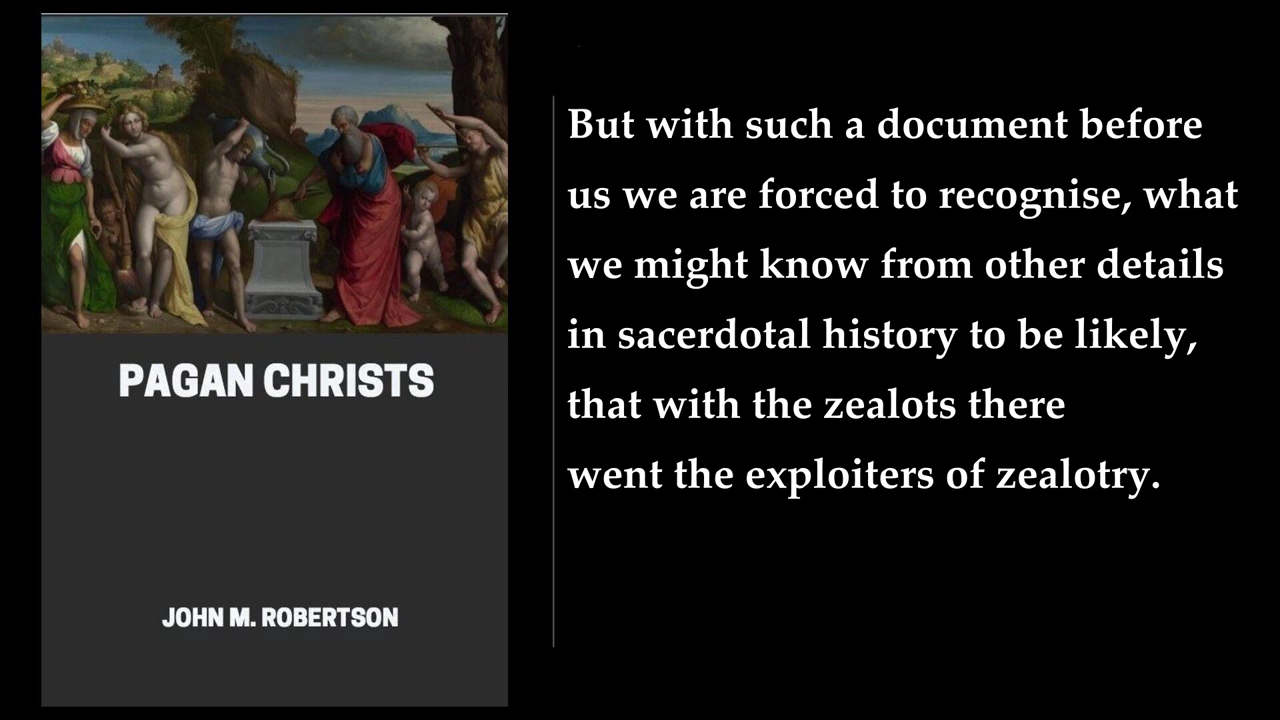 PAGAN CHRISTS
JOHN M. ROBERTSON
But with such a document before
us we are forced to recognise, what
we might know from other details
in sacerdotal history to be likely,
that with the zealots there
went the exploiters of zealotry.